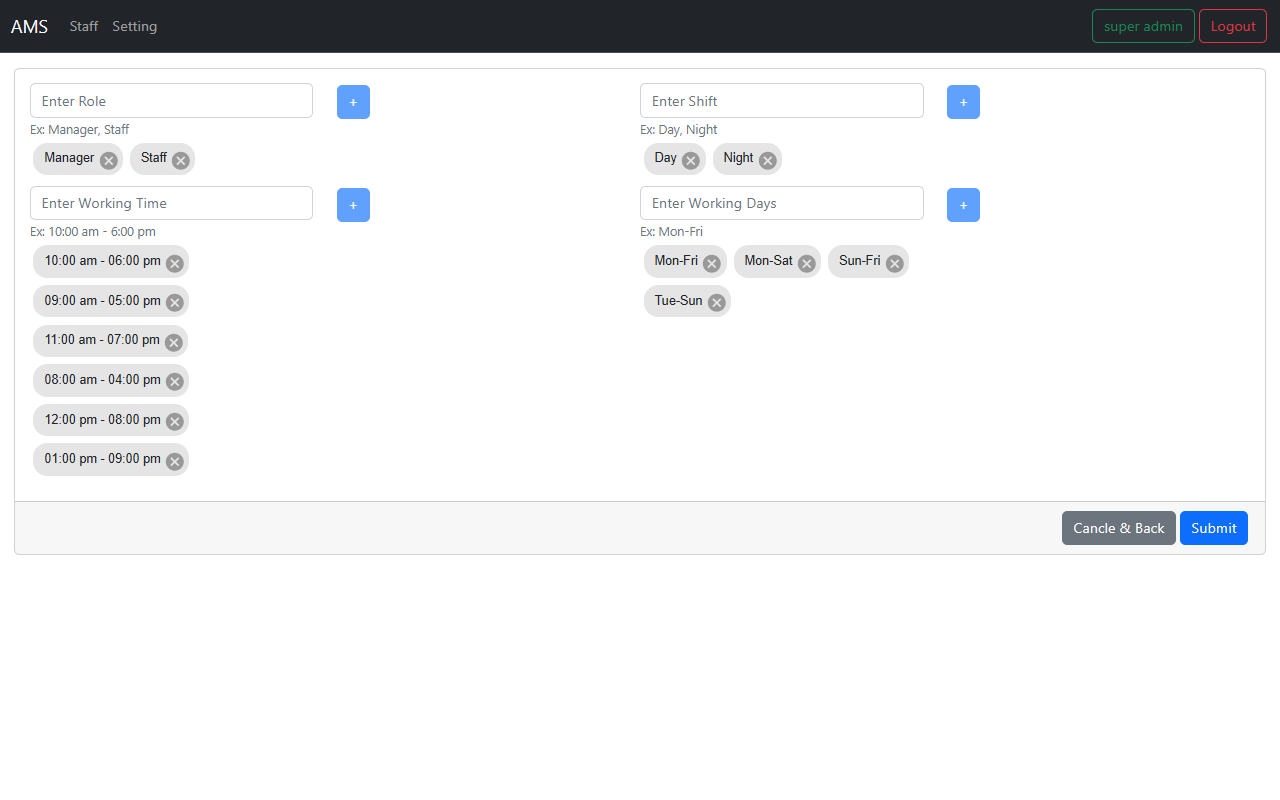 AMS Staff Setting super admin Logout
Enter Role +
Ex: Manager, Staff
Manager Staff
Enter Shift +
Ex: Day, Night
Day Night
Enter Working Time +
Ex: 10:00 am - 6:00 pm
10:00 am - 06:00 pm
09:00 am - 05:00 pm
11:00 am - 07:00 pm
08:00 am - 04:00 pm
12:00 pm - 08:00 pm
01:00 pm - 09:00 pm
Enter Working Days +
Ex: Mon-Fri
Mon-Fri Mon-Sat Sun-Fri
Tue-Sun
Cancle & Back Submit